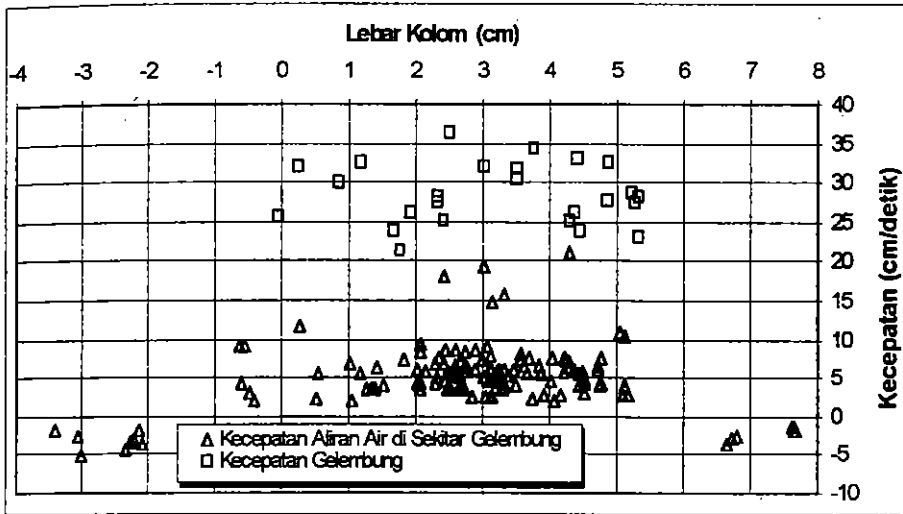 Lebar Kolom (cm)
-4 -3 -2 -1 0 1 2 3 4 5 6 7 8
40
35
30
25
20
15
10
5
0
-5
-10
Kecepatan (cm/detik)
Kecepatan Aliran Air di Sekitar Gelembung
Kecepatan Gelembung